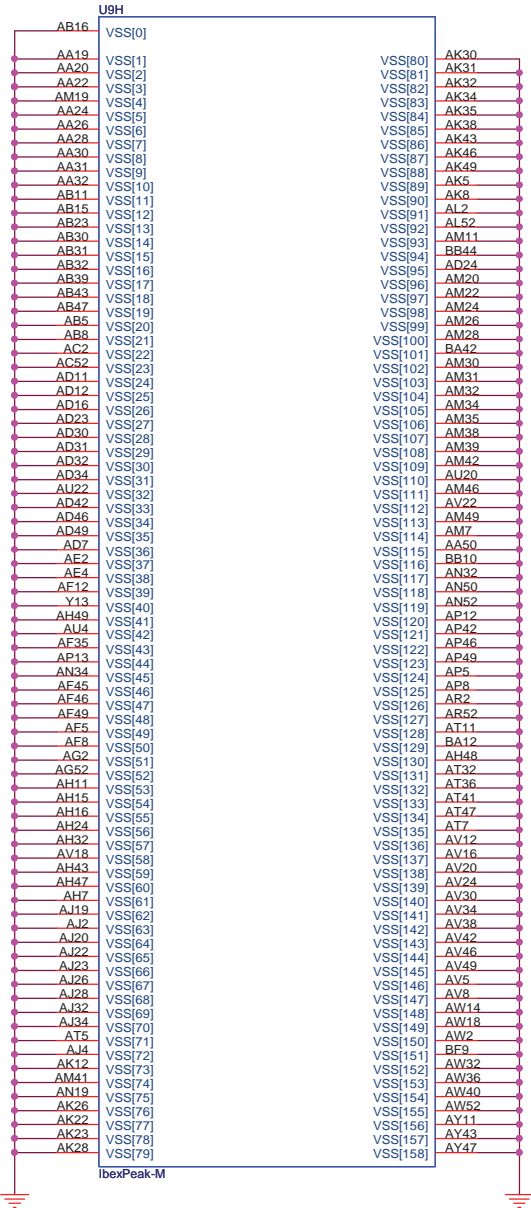 U9H
AB16 VSS[0]
AA19 VSS[1] VSS[80] AK30
AA20 VSS[2] VSS[81] AK31
AA22 VSS[3] VSS[82] AK32
AM19 VSS[4] VSS[83] AK34
AA24 VSS[5] VSS[84] AK35
AA26 VSS[6] VSS[85] AK38
AA28 VSS[7] VSS[86] AK43
AA30 VSS[8] VSS[87] AK46
AA31 VSS[9] VSS[88] AK49
AA32 VSS[10] VSS[89] AK5
AB11 VSS[11] VSS[90] AK8
AB15 VSS[12] VSS[91] AL2
AB23 VSS[13] VSS[92] AL52
AB30 VSS[14] VSS[93] AM11
AB31 VSS[15] VSS[94] BB44
AB32 VSS[16] VSS[95] AD24
AB39 VSS[17] VSS[96] AM20
AB43 VSS[18] VSS[97] AM22
AB47 VSS[19] VSS[98] AM24
AB5 VSS[20] VSS[99] AM26
AB8 VSS[21] VSS[100] AM28
AC2 VSS[22] VSS[101] BA42
AC52 VSS[23] VSS[102] AM30
AD11 VSS[24] VSS[103] AM31
AD12 VSS[25] VSS[104] AM32
AD16 VSS[26] VSS[105] AM34
AD23 VSS[27] VSS[106] AM35
AD30 VSS[28] VSS[107] AM38
AD31 VSS[29] VSS[108] AM39
AD32 VSS[30] VSS[109] AM42
AD34 VSS[31] VSS[110] AU20
AU22 VSS[32] VSS[111] AM46
AD42 VSS[33] VSS[112] AV22
AD46 VSS[34] VSS[113] AM49
AD49 VSS[35] VSS[114] AM7
AD7 VSS[36] VSS[115] AA50
AE2 VSS[37] VSS[116] BB10
AE4 VSS[38] VSS[117] AN32
AF12 VSS[39] VSS[118] AN50
Y13 VSS[40] VSS[119] AN52
AH49 VSS[41] VSS[120] AP12
AU4 VSS[42] VSS[121] AP42
AF35 VSS[43] VSS[122] AP46
AP13 VSS[44] VSS[123] AP49
AN34 VSS[45] VSS[124] AP5
AF45 VSS[46] VSS[125] AP8
AF46 VSS[47] VSS[126] AR2
AF49 VSS[48] VSS[127] AR52
AF5 VSS[49] VSS[128] AT11
AF8 VSS[50] VSS[129] BA12
AG2 VSS[51] VSS[130] AH48
AG52 VSS[52] VSS[131] AT32
AH11 VSS[53] VSS[132] AT36
AH15 VSS[54] VSS[133] AT41
AH16 VSS[55] VSS[134] AT47
AH24 VSS[56] VSS[135] AT7
AH32 VSS[57] VSS[136] AV12
AV18 VSS[58] VSS[137] AV16
AH43 VSS[59] VSS[138] AV20
AH47 VSS[60] VSS[139] AV24
AH7 VSS[61] VSS[140] AV30
AJ19 VSS[62] VSS[141] AV34
AJ2 VSS[63] VSS[142] AV38
AJ20 VSS[64] VSS[143] AV42
AJ22 VSS[65] VSS[144] AV46
AJ23 VSS[66] VSS[145] AV49
AJ26 VSS[67] VSS[146] AV5
AJ28 VSS[68] VSS[147] AV8
AJ32 VSS[69] VSS[148] AW14
AJ34 VSS[70] VSS[149] AW18
AT5 VSS[71] VSS[150] AW2
AJ4 VSS[72] VSS[151] BF9
AK12 VSS[73] VSS[152] AW32
AM41 VSS[74] VSS[153] AW36
AN19 VSS[75] VSS[154] AW40
AK26 VSS[76] VSS[155] AW52
AK22 VSS[77] VSS[156] AY11
AK23 VSS[78] VSS[157] AY43
AK28 VSS[79] VSS[158] AY47
IbexPeak-M